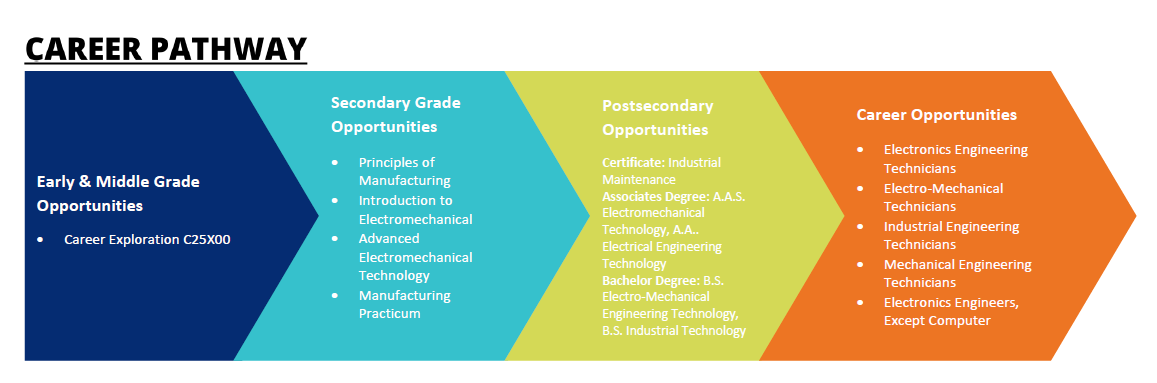 CAREER PATHWAY
Early & Middle Grade
Opportunities
• Career Exploration C25X00
Secondary Grade
Opportunities
• Principles of
Manufacturing
• Introduction to
Electromechanical
• Advanced
Electromechanical
Technology
• Manufacturing
Practicum
Postsecondary
Opportunities
Certificate: Industrial
Maintenance
Associates Degree: A.A.S.
Electromechanical
Technology, A.A..
Electrical Engineering
Technology
Bachelor Degree: B.S.
Electro-Mechanical
Engineering Technology,
B.S. Industrial Technology
Career Opportunities
• Electronics Engineering
Technicians
• Electro-Mechanical
Technicians
• Industrial Engineering
Technicians
• Mechanical Engineering
Technicians
• Electronics Engineers,
Except Computer